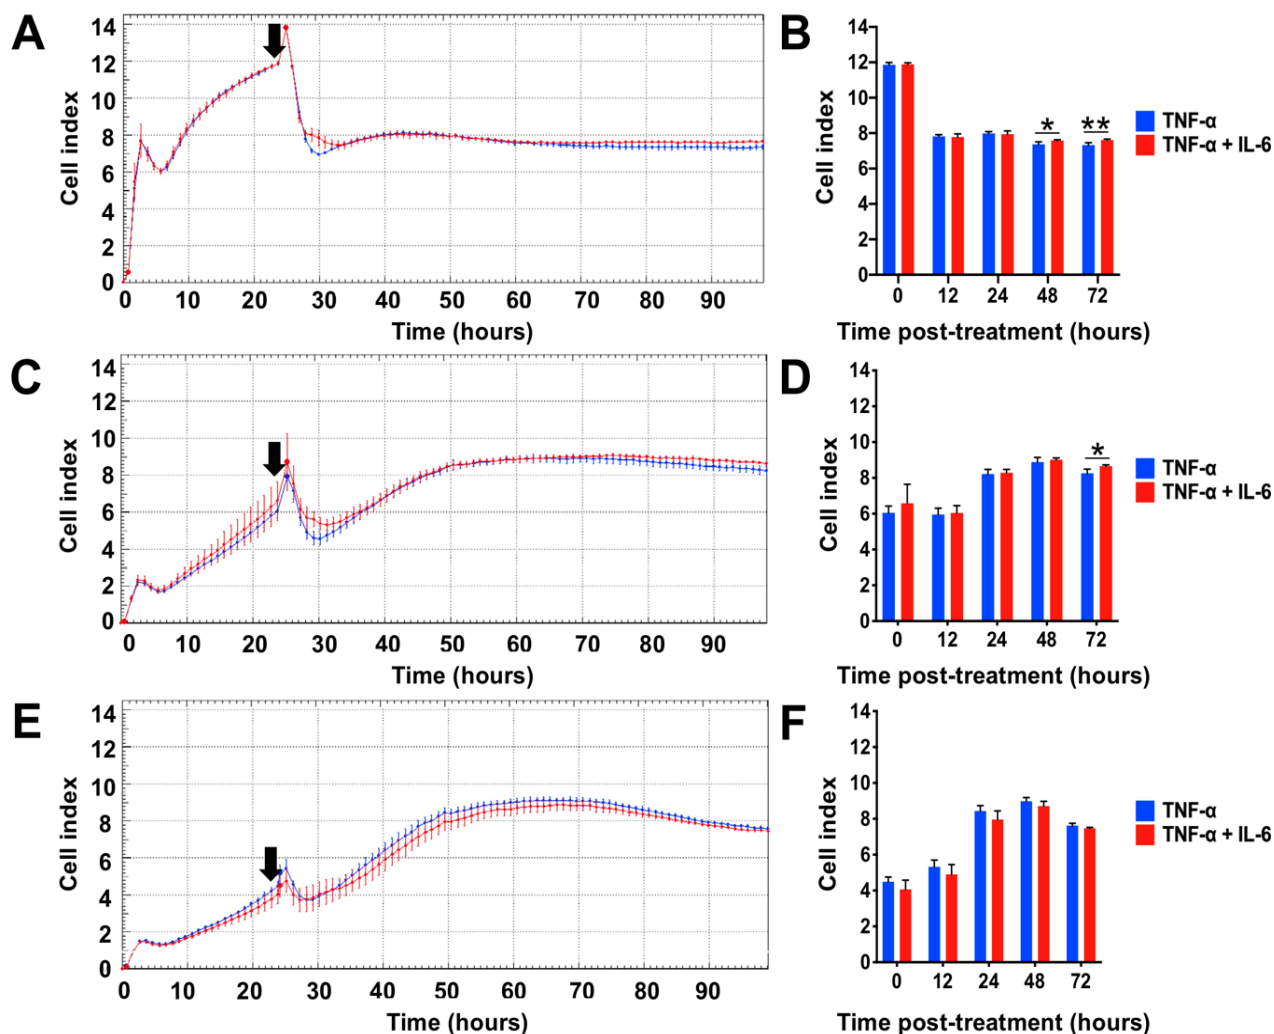 A
Cell index
14
12
10
8
6
4
2
0
0 10 20 30 40 50 60 70 80 90
Time (hours)
B
Cell index
14
12
10
8
6
4
2
0
* **
0 12 24 48 72
Time post-treatment (hours)
TNF-α
TNF-α + IL-6
C
Cell index
14
12
10
8
6
4
2
0
0 10 20 30 40 50 60 70 80 90
Time (hours)
D
Cell index
14
12
10
8
6
4
2
0
*
0 12 24 48 72
Time post-treatment (hours)
TNF-α
TNF-α + IL-6
E
Cell index
14
12
10
8
6
4
2
0
0 10 20 30 40 50 60 70 80 90
Time (hours)
F
Cell index
14
12
10
8
6
4
2
0
0 12 24 48 72
Time post-treatment (hours)
TNF-α
TNF-α + IL-6